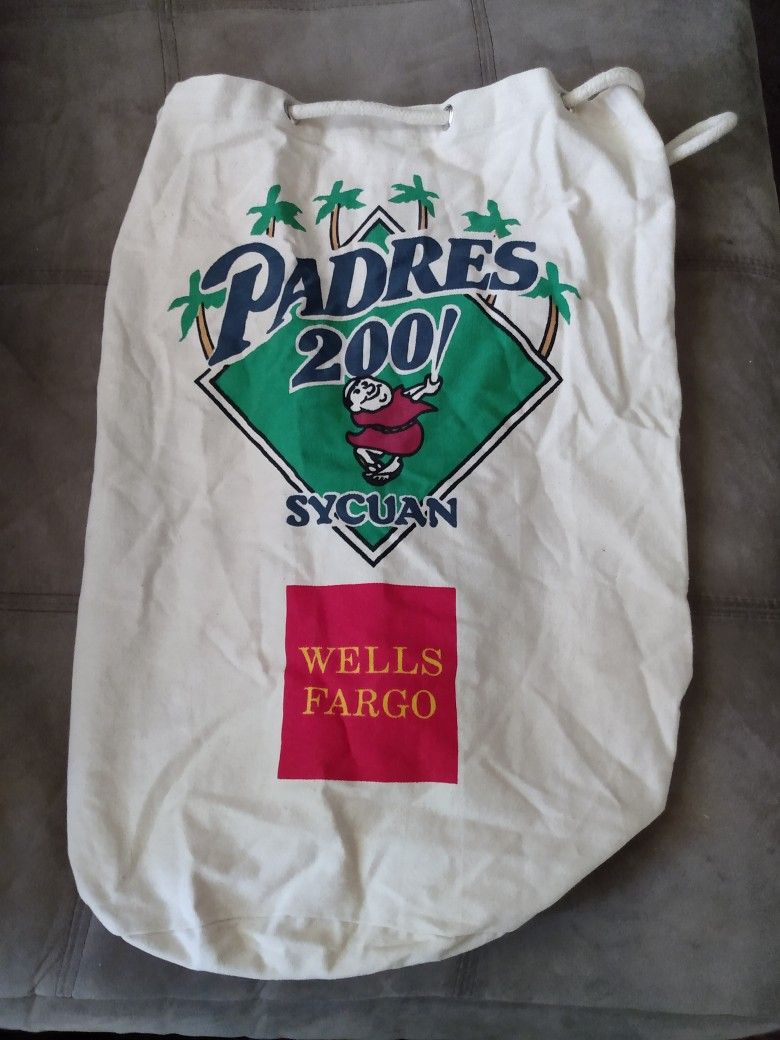 PADRES
2001
SYCUAN
WELLS
FARGO